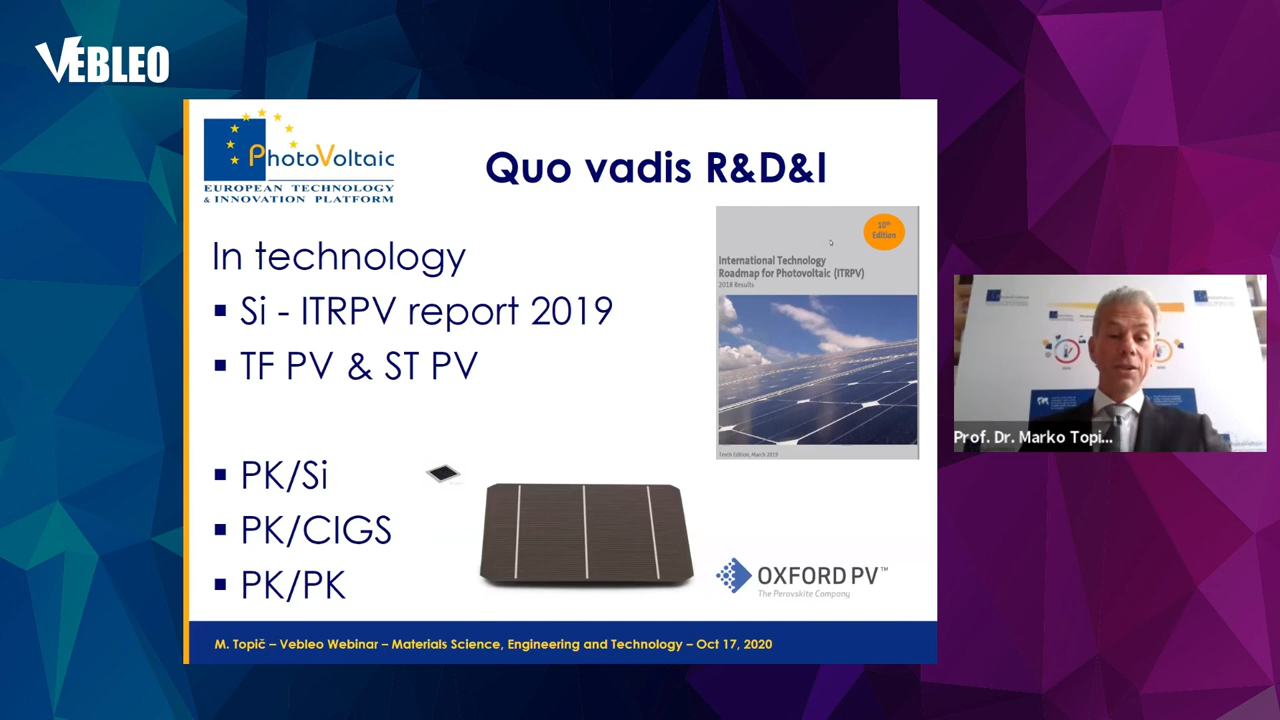 VEBLEO
PhotoVoltaic
EUROPEAN TECHNOLOGY
& INNOVATION PLATFORM
Quo vadis R&D&I
In technology
▪ Si - ITRPV report 2019
▪ TF PV & ST PV
▪ PK/Si
▪ PK/CIGS
▪ PK/PK
10th
Edition
International Technology
Roadmap for Photovoltaic (ITRPV)
2018 Results
Tenth Edition, March 2019
OXFORD PV™
The Perovskite Company
M. Topič – Vebleo Webinar – Materials Science, Engineering and Technology – Oct 17, 2020
Prof. Dr. Marko Topi...